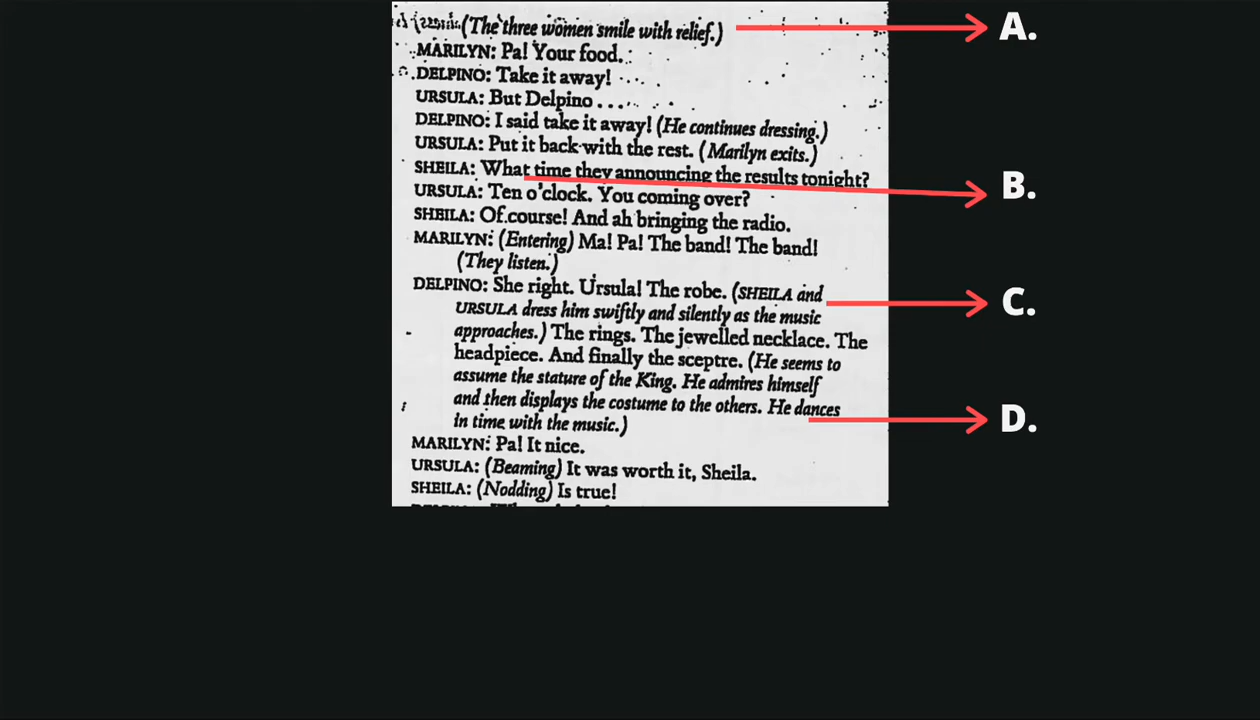 (The three women smile with relief.)
A.
MARILYN: Pa! Your food.
DELPINO: Take it away!
URSULA: But Delpino ...
DELPINO: I said take it away! (He continues dressing.)
URSULA: Put it back with the rest. (Marilyn exits.)
SHEILA: What time they announcing the results tonight?
B.
URSULA: Ten o'clock. You coming over?
SHEILA: Of course! And ah bringing the radio.
MARILYN: (Entering) Ma! Pa! The band! The band!
(They listen.)
DELPINO: She right. Ursula! The robe. (SHEILA and
C.
URSULA dress him swiftly and silently as the music
approaches.) The rings. The jewelled necklace. The
headpiece. And finally the sceptre. (He seems to
assume the stature of the King. He admires himself
and then displays the costume to the others. He dances
D.
in time with the music.)
MARILYN: Pa! It nice.
URSULA: (Beaming) It was worth it, Sheila.
SHEILA: (Nodding) Is true!